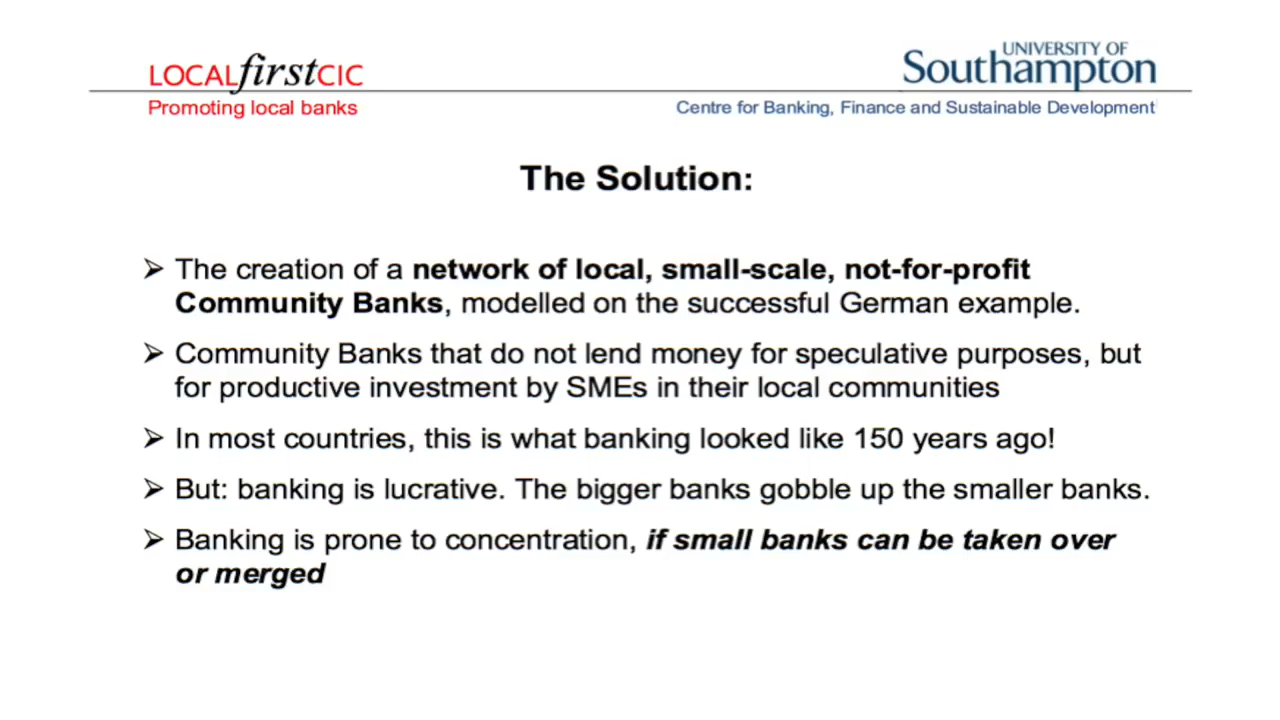 LOCALfirstCIC
Promoting local banks
UNIVERSITY OF
Southampton
Centre for Banking, Finance and Sustainable Development
The Solution:
➢ The creation of a network of local, small-scale, not-for-profit
Community Banks, modelled on the successful German example.
➢ Community Banks that do not lend money for speculative purposes, but
for productive investment by SMEs in their local communities
➢ In most countries, this is what banking looked like 150 years ago!
➢ But: banking is lucrative. The bigger banks gobble up the smaller banks.
➢ Banking is prone to concentration, if small banks can be taken over
or merged